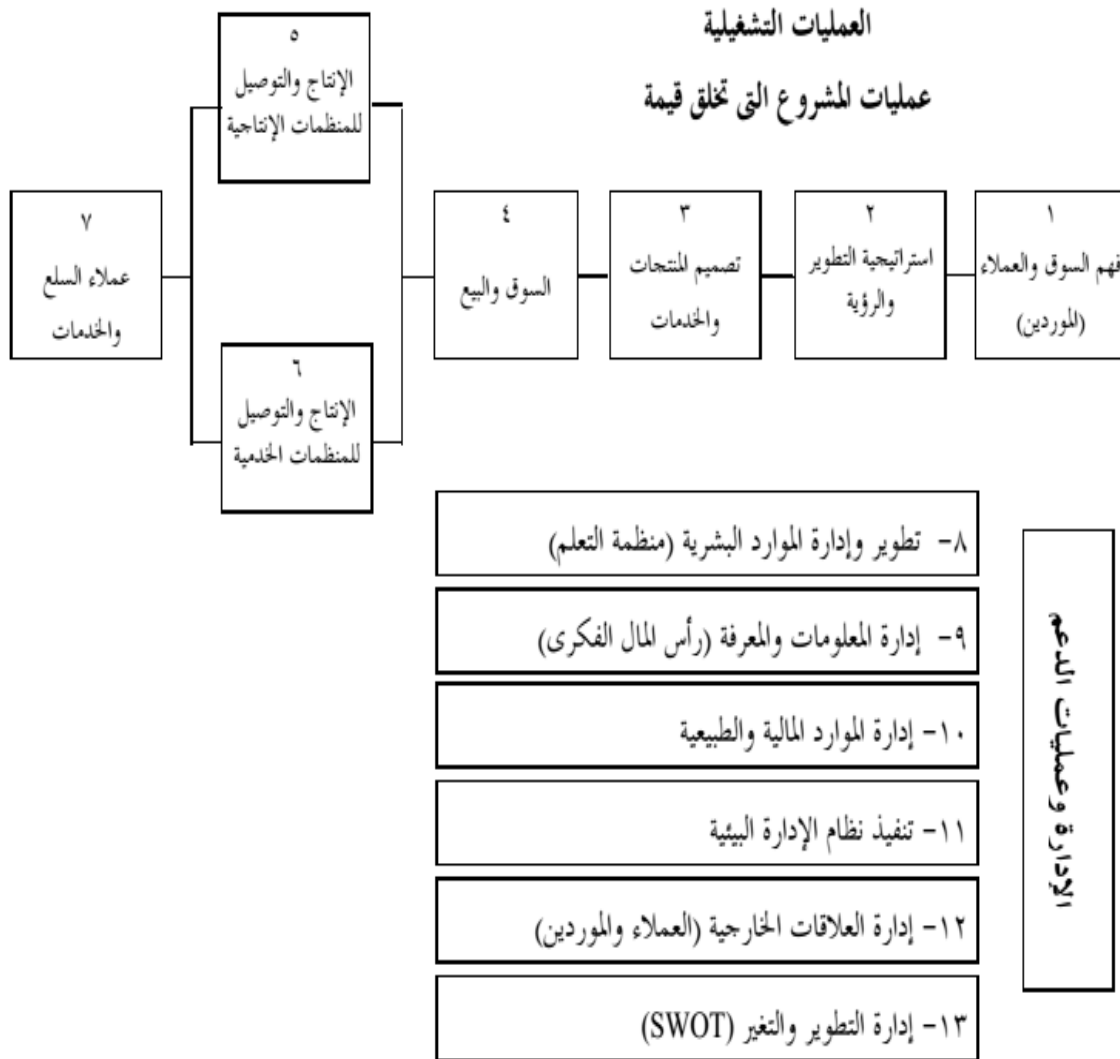 العمليات التشغيلية
عمليات المشروع التى تخلق قيمة
١
فهم السوق والعملاء
(الموردين)
٢
استراتيجية التطوير
والرؤية
٣
تصميم المنتجات
والخدمات
٤
السوق والبيع
٥
الإنتاج والتوصيل
للمنظمات الإنتاجية
٦
الإنتاج والتوصيل
للمنظمات الخدمية
٧
عملاء السلع
والخدمات
الإدارة وعمليات الدعم
٨- تطوير وإدارة الموارد البشرية (منظمة التعلم)
٩- إدارة المعلومات والمعرفة (رأس المال الفكرى)
١٠- إدارة الموارد المالية والطبيعية
١١- تنفيذ نظام الإدارة البيئية
١٢- إدارة العلاقات الخارجية (العملاء والموردين)
١٣- إدارة التطوير والتغير (SWOT)